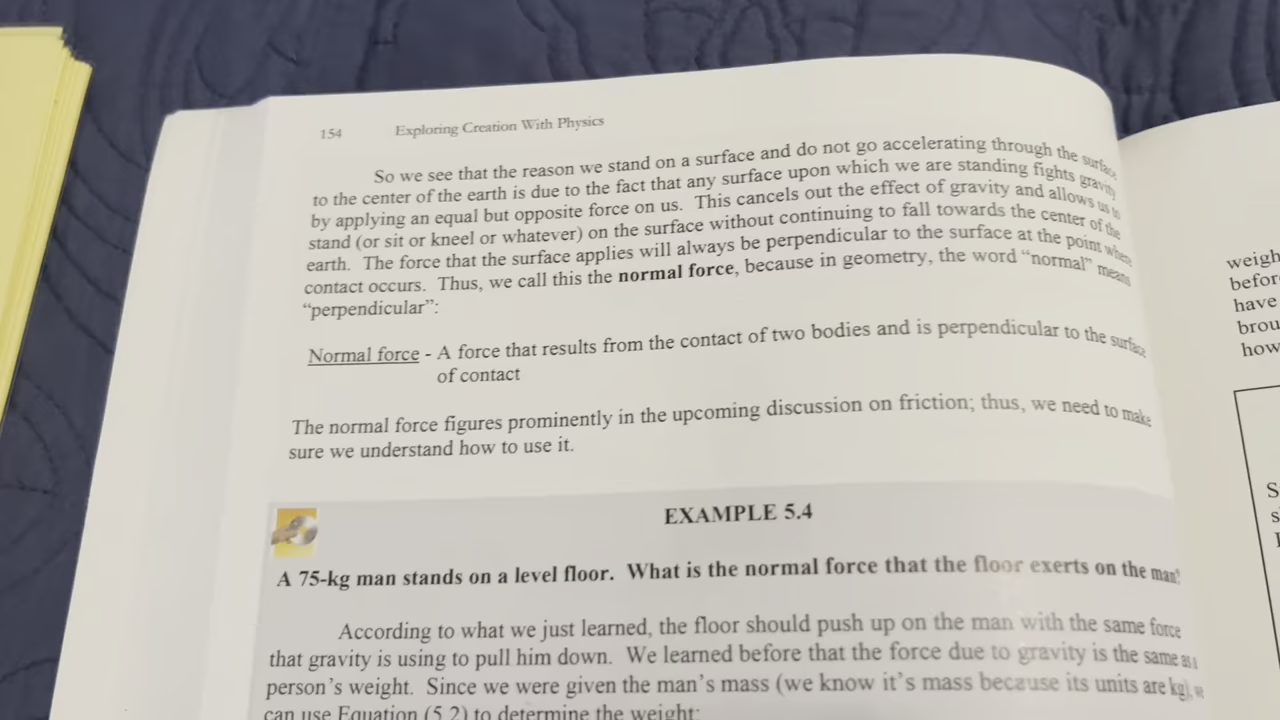 154 Exploring Creation With Physics
So we see that the reason we stand on a surface and do not go accelerating through the surface
to the center of the earth is due to the fact that any surface upon which we are standing fights gravity
by applying an equal but opposite force on us. This cancels out the effect of gravity and allows us to
stand (or sit or kneel or whatever) on the surface without continuing to fall towards the center of the
earth. The force that the surface applies will always be perpendicular to the surface at the point where
contact occurs. Thus, we call this the normal force, because in geometry, the word “normal” means
“perpendicular”:
Normal force - A force that results from the contact of two bodies and is perpendicular to the surface
of contact
The normal force figures prominently in the upcoming discussion on friction; thus, we need to make
sure we understand how to use it.
EXAMPLE 5.4
A 75-kg man stands on a level floor. What is the normal force that the floor exerts on the man?
According to what we just learned, the floor should push up on the man with the same force
that gravity is using to pull him down. We learned before that the force due to gravity is the same as a
person’s weight. Since we were given the man’s mass (we know it’s mass because its units are kg), we
can use Equation (5.2) to determine the weight:
weigh
before
have
brou
how